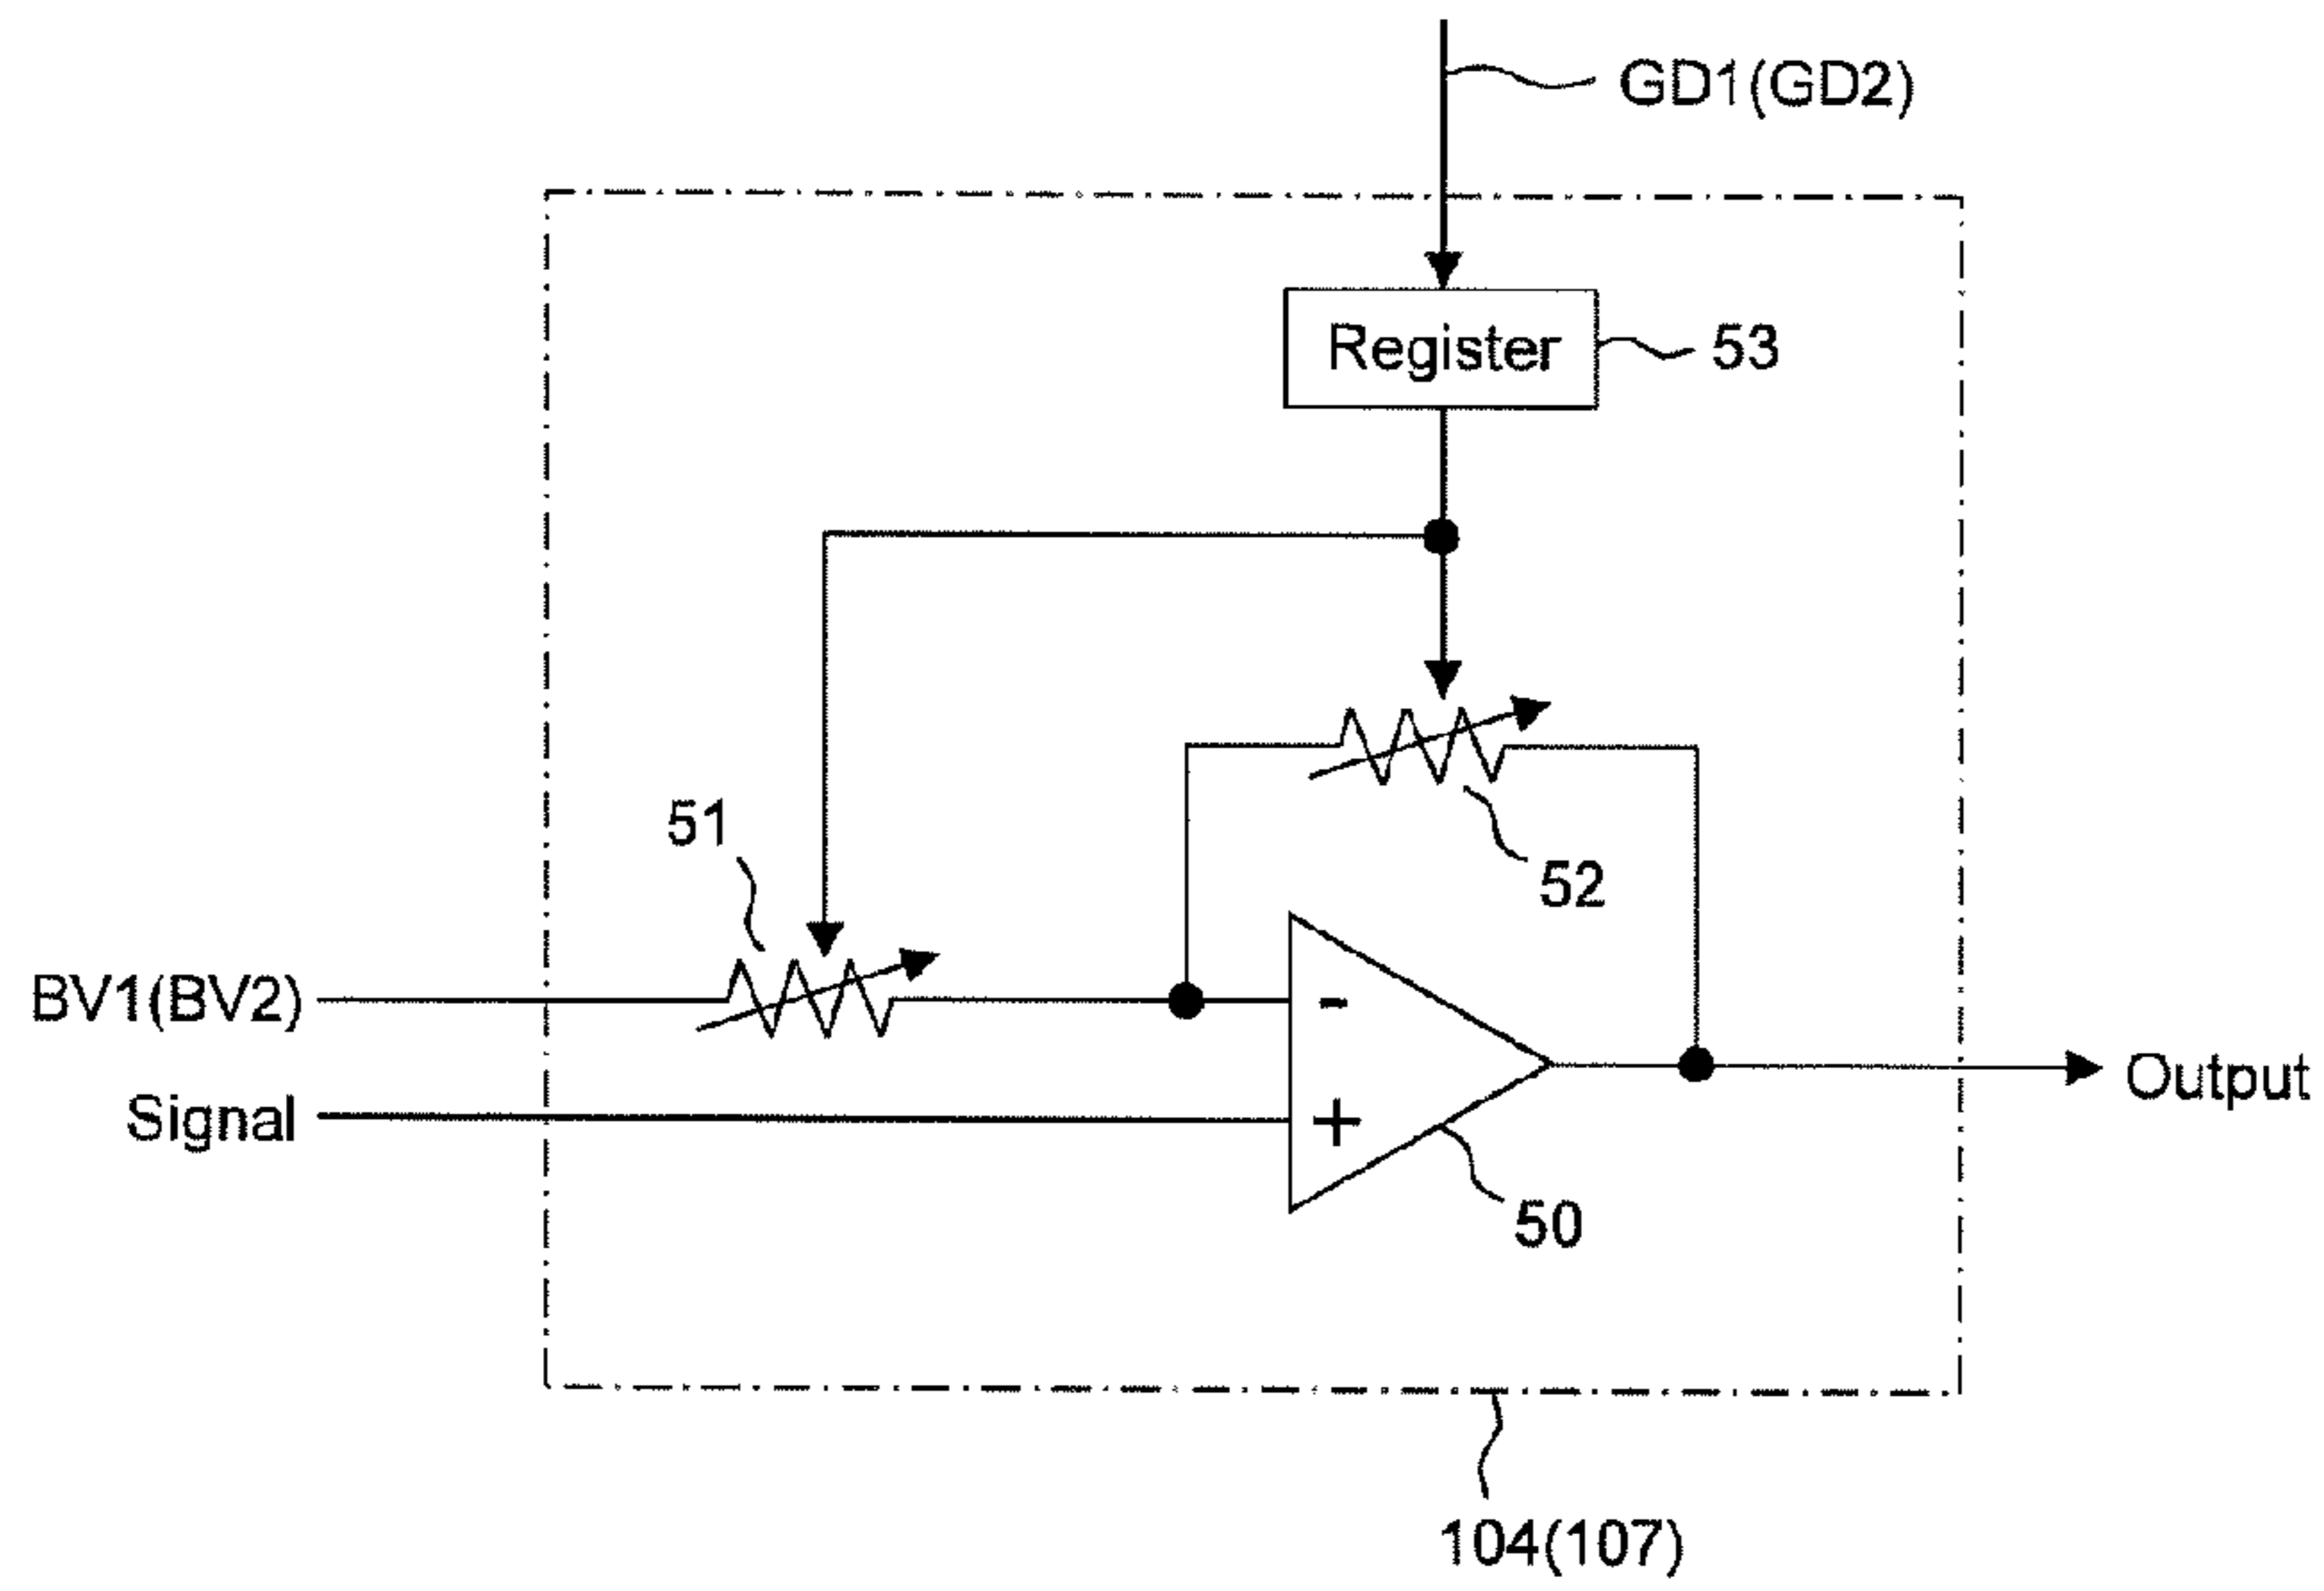 GD1(GD2)
Register
53
51
52
BV1(BV2)
-
Signal
+
Output
50
104(107)